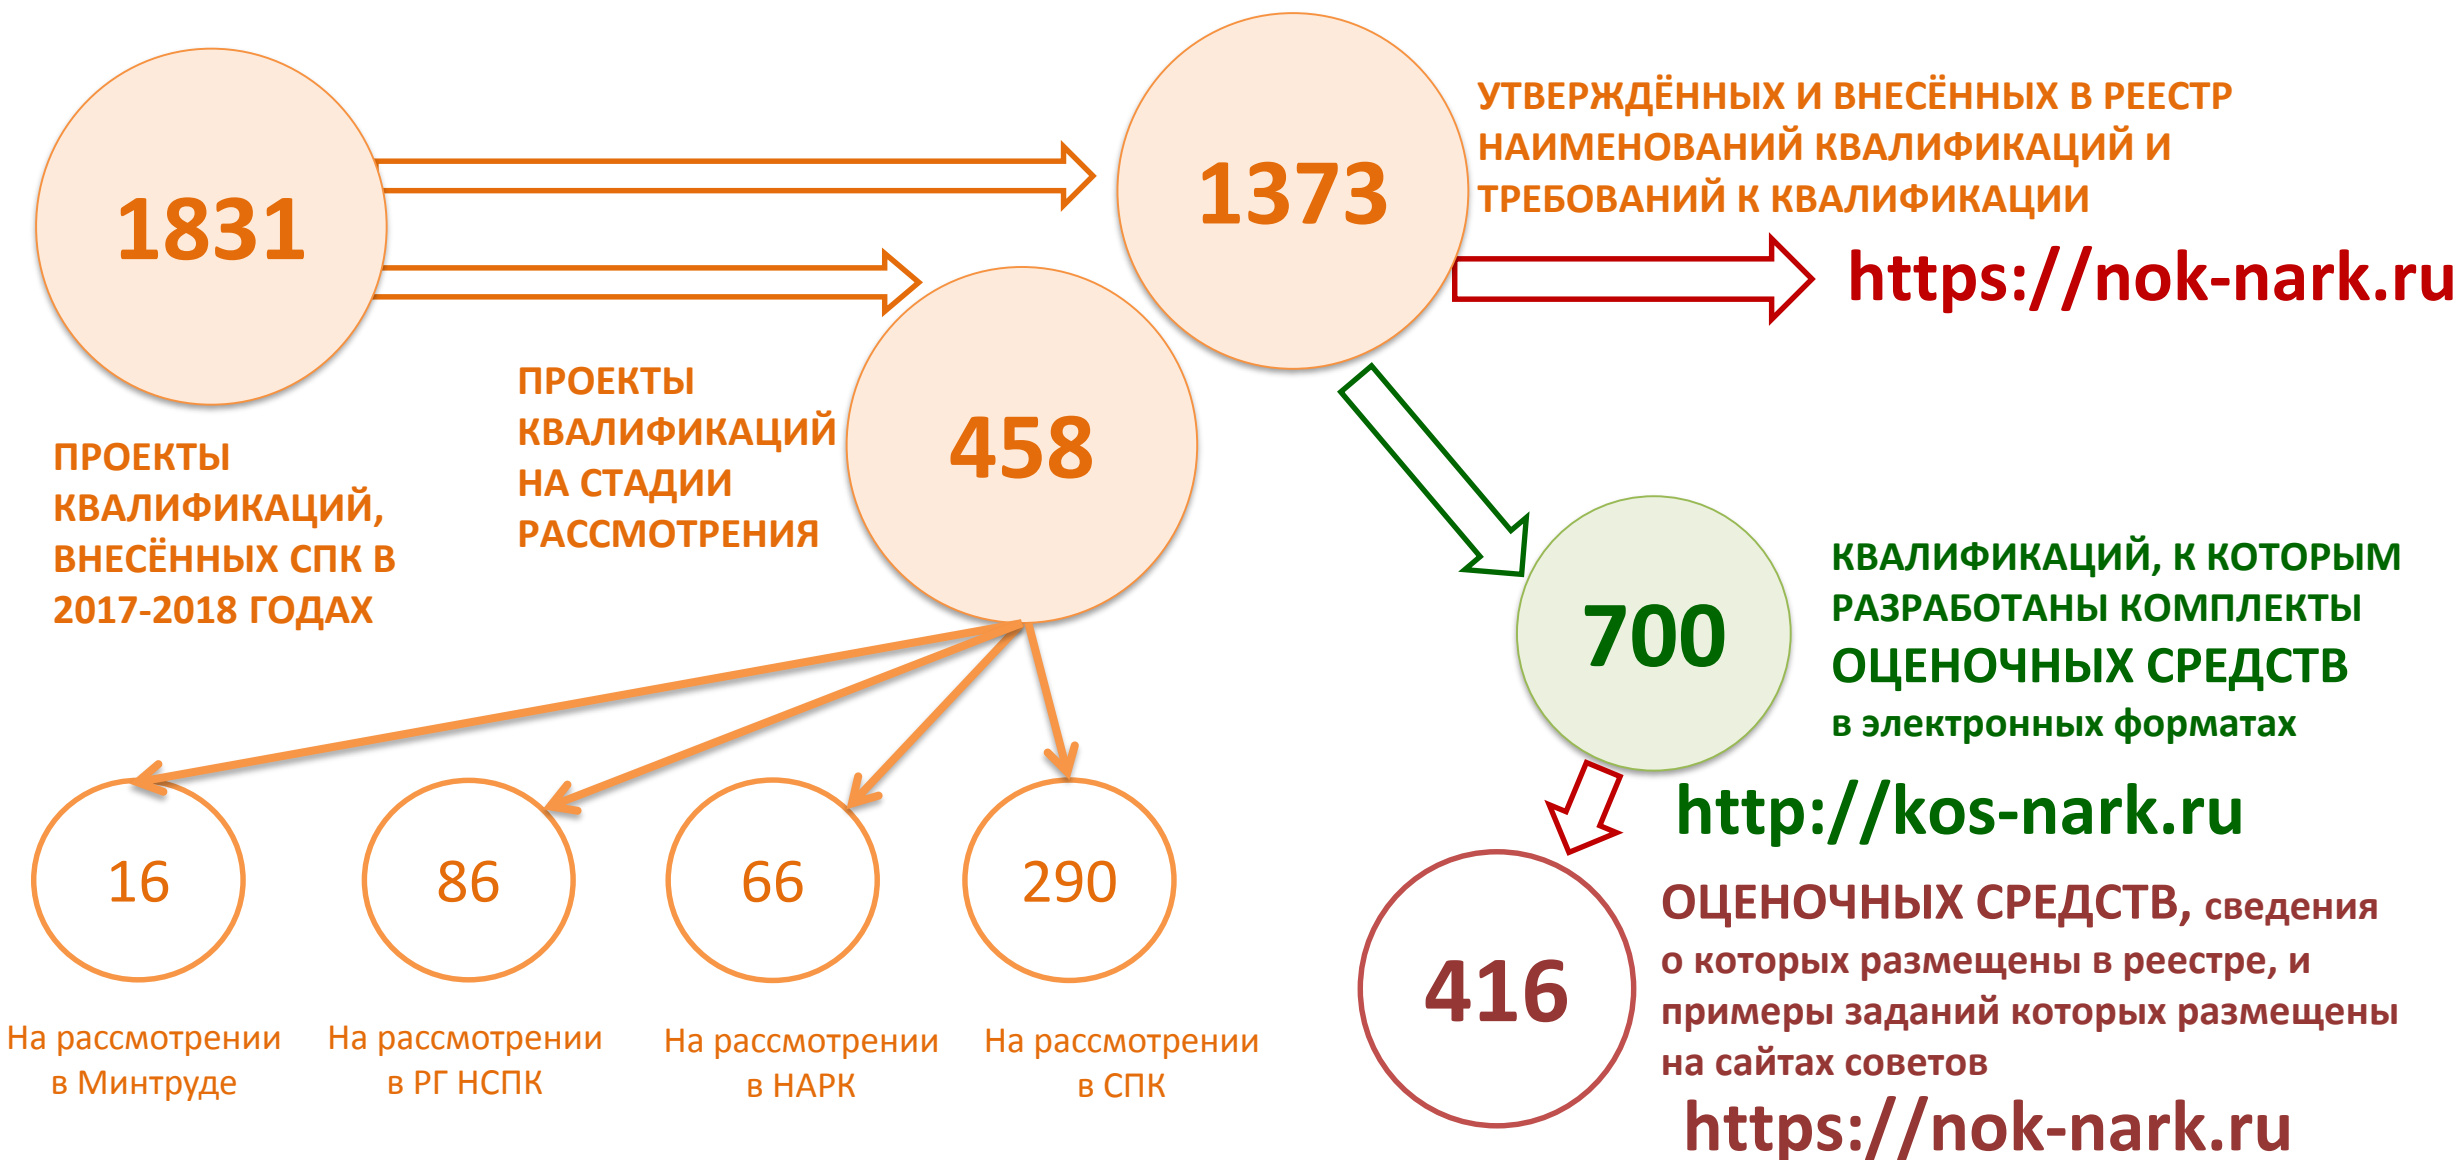 1831
ПРОЕКТЫ
КВАЛИФИКАЦИЙ,
ВНЕСЁННЫХ СПК В
2017-2018 ГОДАХ
1373
УТВЕРЖДЁННЫХ И ВНЕСЁННЫХ В РЕЕСТР
НАИМЕНОВАНИЙ КВАЛИФИКАЦИЙ И
ТРЕБОВАНИЙ К КВАЛИФИКАЦИИ
https://nok-nark.ru
ПРОЕКТЫ
КВАЛИФИКАЦИЙ
НА СТАДИИ
РАССМОТРЕНИЯ
458
16
На рассмотрении
в Минтруде
86
На рассмотрении
в РГ НСПК
66
На рассмотрении
в НАРК
290
На рассмотрении
в СПК
700
КВАЛИФИКАЦИЙ, К КОТОРЫМ
РАЗРАБОТАНЫ КОМПЛЕКТЫ
ОЦЕНОЧНЫХ СРЕДСТВ
в электронных форматах
http://kos-nark.ru
416
ОЦЕНОЧНЫХ СРЕДСТВ, сведения
о которых размещены в реестре, и
примеры заданий которых размещены
на сайтах советов
https://nok-nark.ru